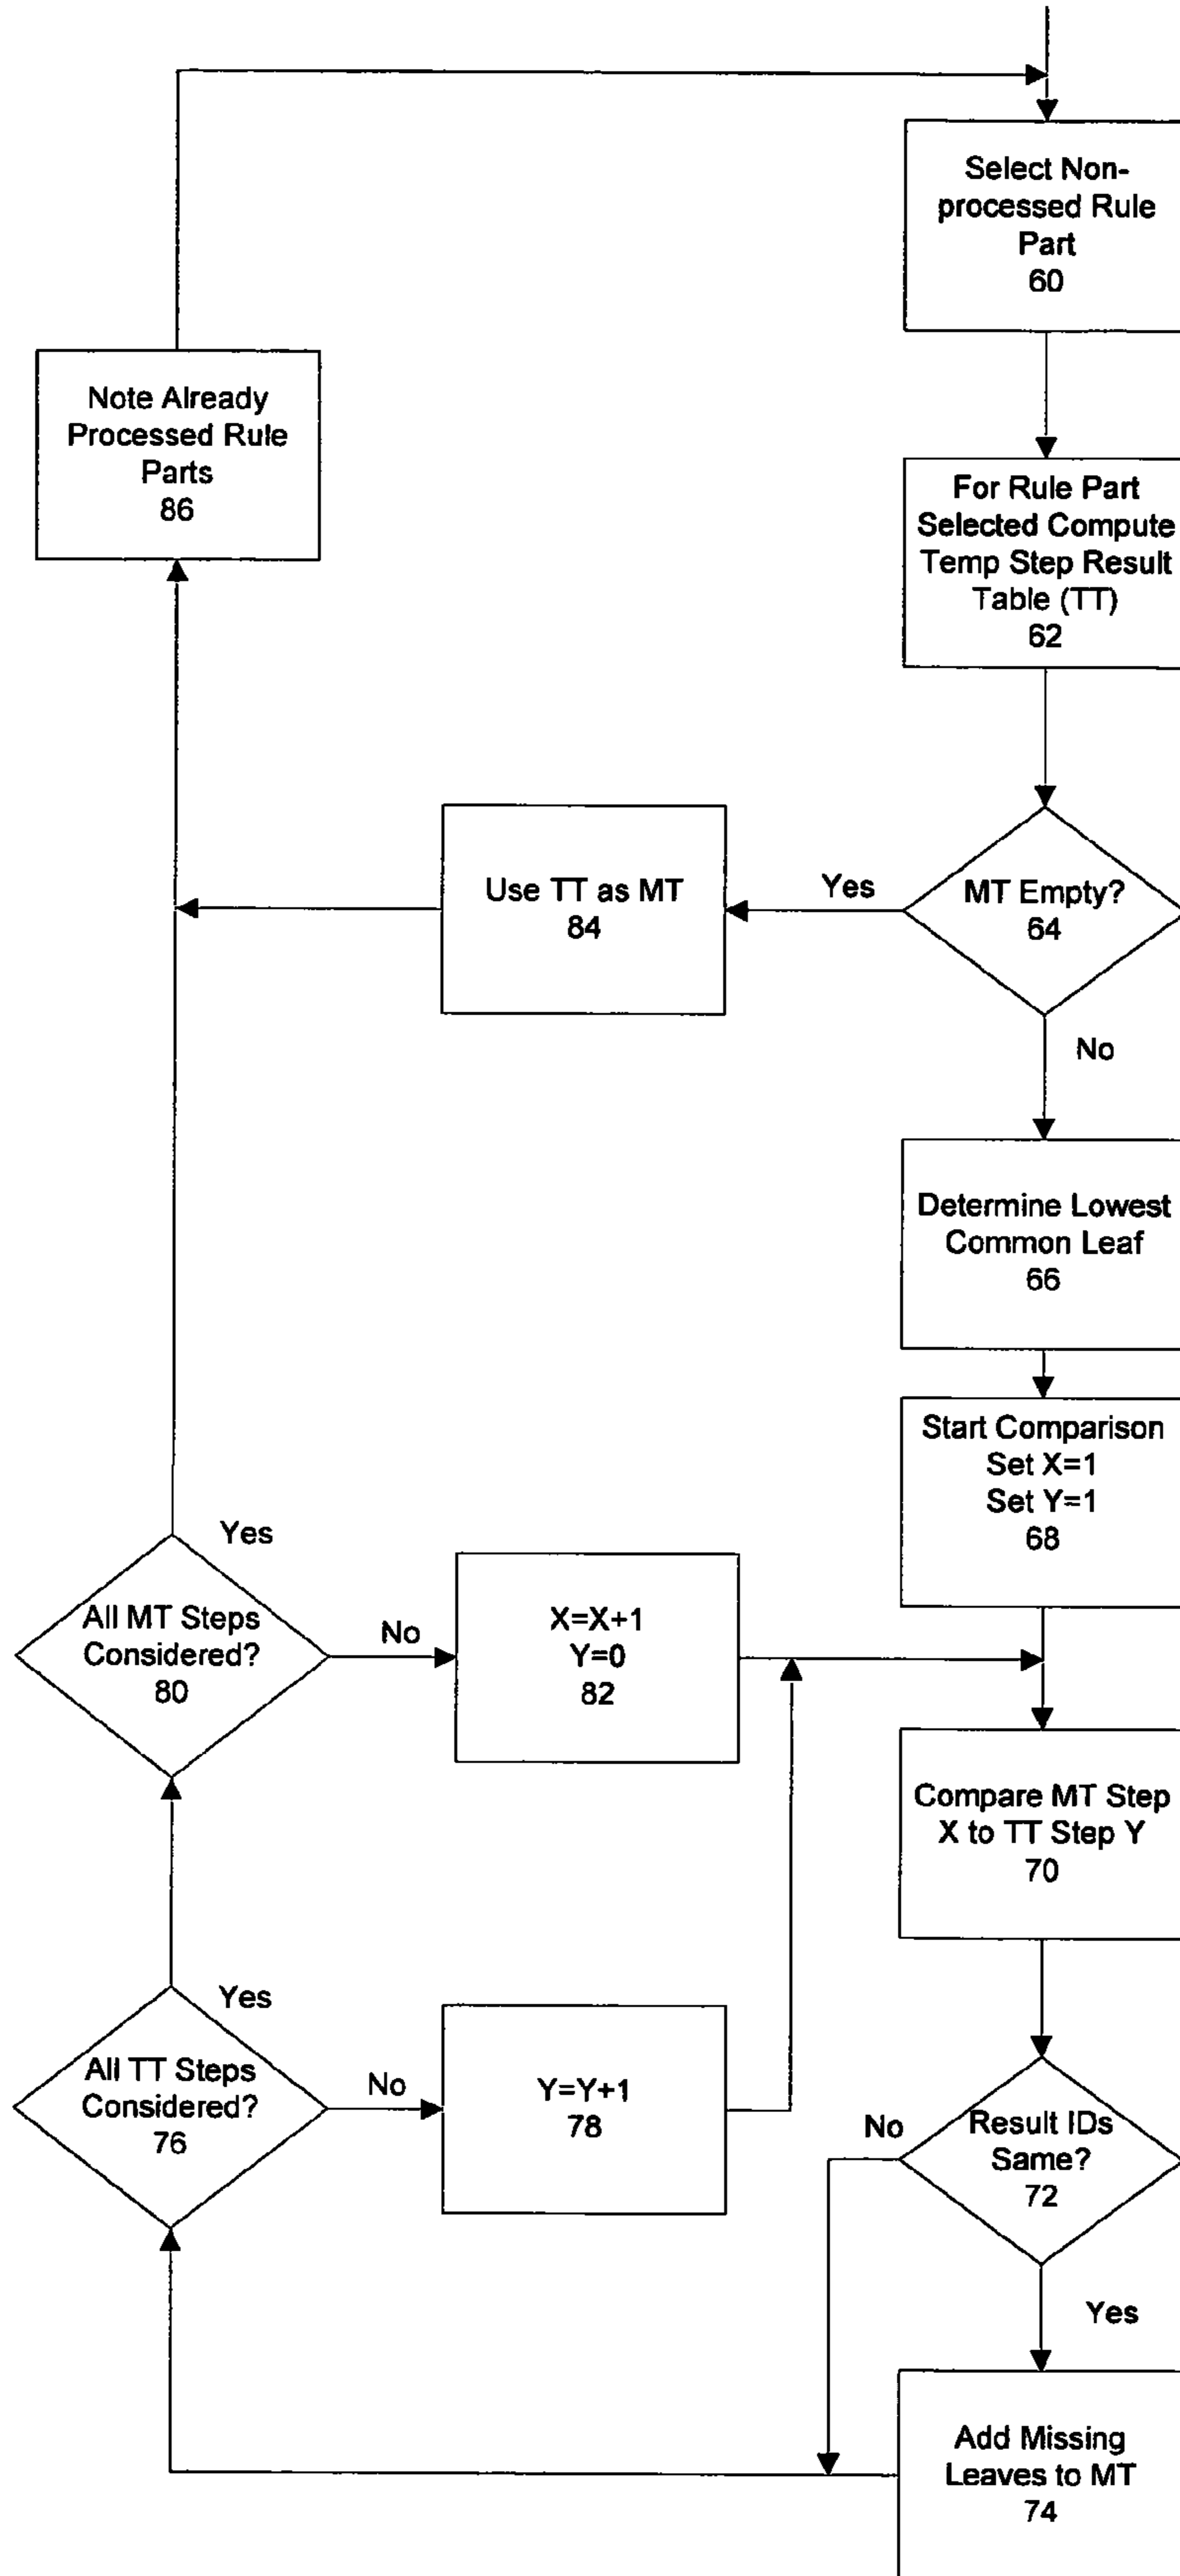 Select Non-
processed Rule
Part
60
Note Already
Processed Rule
Parts
86
For Rule Part
Selected Compute
Temp Step Result
Table (TT)
62
Use TT as MT
84
Yes
MT Empty?
64
No
Determine Lowest
Common Leaf
66
Start Comparison
Set X=1
Set Y=1
68
Yes
All MT Steps
Considered?
80
No
X=X+1
Y=0
82
Compare MT Step
X to TT Step Y
70
Yes
All TT Steps
Considered?
76
No
Y=Y+1
78
No
Result IDs
Same?
72
Yes
Add Missing
Leaves to MT
74